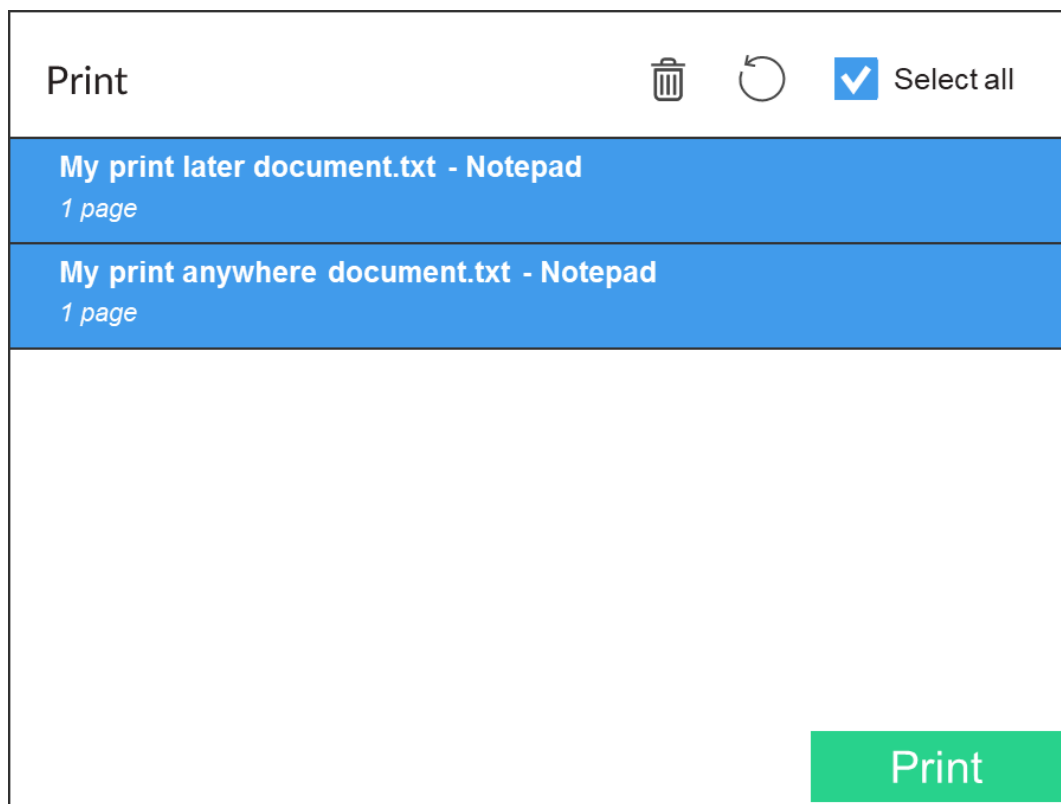 Print
Select all
My print later document.txt - Notepad
1 page
My print anywhere document.txt - Notepad
1 page
Print